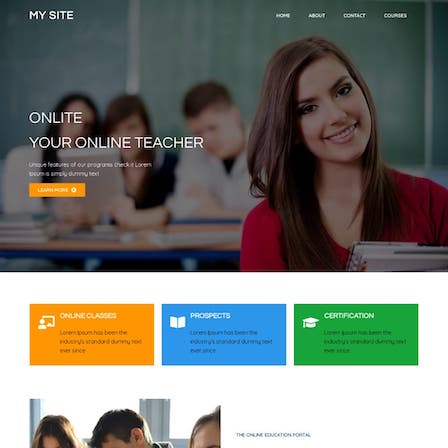 MY SITE
HOME ABOUT CONTACT COURSES
ONLITE
YOUR ONLINE TEACHER
Unique features of our programs check it Lorem
Ipsum is simply dummy text
LEARN MORE
ONLINE CLASSES
Lorem Ipsum has been the
industry's standard dummy text
ever since
PROSPECTS
Lorem Ipsum has been the
industry's standard dummy text
ever since
CERTIFICATION
Lorem Ipsum has been the
industry's standard dummy text
ever since
THE ONLINE EDUCATION PORTAL